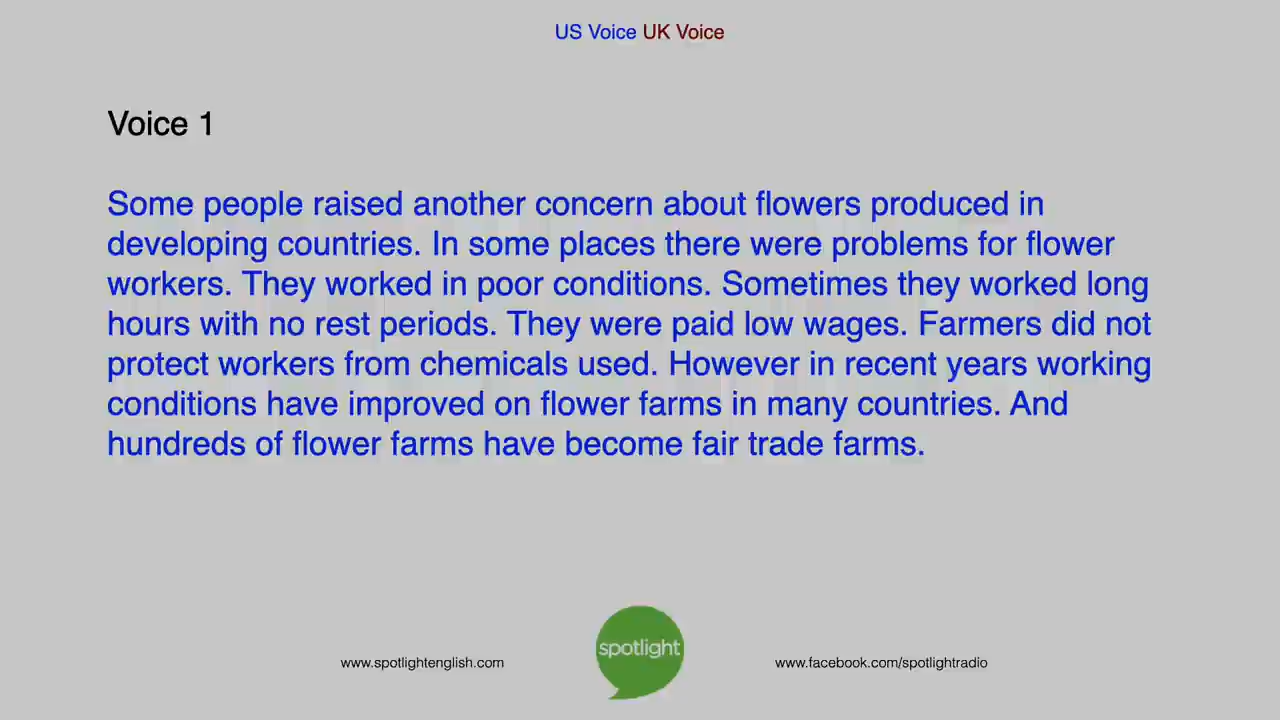 US Voice UK Voice
Voice 1
Some people raised another concern about flowers produced in
developing countries. In some places there were problems for flower
workers. They worked in poor conditions. Sometimes they worked long
hours with no rest periods. They were paid low wages. Farmers did not
protect workers from chemicals used. However in recent years working
conditions have improved on flower farms in many countries. And
hundreds of flower farms have become fair trade farms.
spotlight
www.spotlightenglish.com
www.facebook.com/spotlightradio